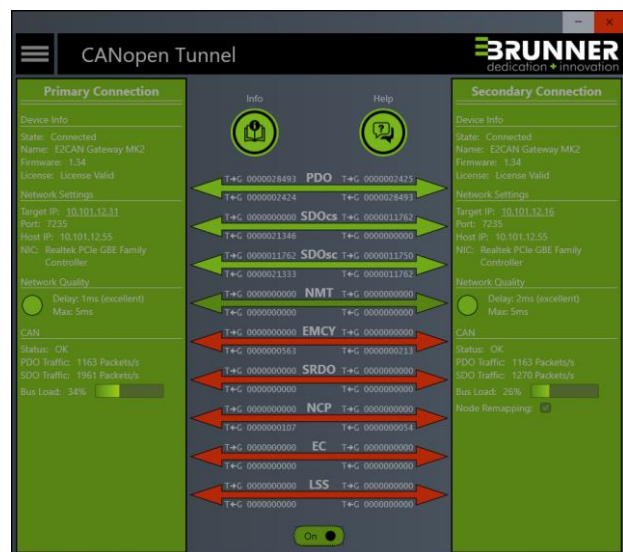 CANopen Tunnel
BRUNNER
dedication + innovation
Primary Connection
Device Info
State: Connected
Name: E2CAN Gateway MK2
Firmware: 1.34
License: License Valid
Network Settings
Target IP: 10.101.12.31
Port: 7235
Host IP: 10.101.12.55
NIC: Realtek PCIe GBE Family
Controller
Network Quality
Delay: 1ms (excellent)
Max: 5ms
CAN
Status: OK
PDO Traffic: 1163 Packets/s
SDO Traffic: 1961 Packets/s
Bus Load: 34%
Info
Help
T→G 0000028493 PDO T→G 0000002425
T←G 0000002424 T←G 0000028493
T→G 0000000000 SDOcs T→G 0000011762
T←G 0000021346 T←G 0000000000
T→G 0000011762 SDOsc T→G 0000011750
T←G 0000021333 T←G 0000011762
T→G 0000000000 NMT T→G 0000000000
T←G 0000000000 T←G 0000000000
T→G 0000000000 EMCY T→G 0000000000
T←G 0000000563 T←G 0000000213
T→G 0000000000 SRDO T→G 0000000000
T←G 0000000000 T←G 0000000000
T→G 0000000000 NCP T→G 0000000000
T←G 0000000107 T←G 0000000054
T→G 0000000000 EC T→G 0000000000
T←G 0000000000 T←G 0000000000
T→G 0000000000 LSS T→G 0000000000
T←G 0000000000 T←G 0000000000
On
Secondary Connection
Device Info
State: Connected
Name: E2CAN Gateway MK2
Firmware: 1.34
License: License Valid
Network Settings
Target IP: 10.101.12.16
Port: 7235
Host IP: 10.101.12.55
NIC: Realtek PCIe GBE Family
Controller
Network Quality
Delay: 2ms (excellent)
Max: 5ms
CAN
Status: OK
PDO Traffic: 1163 Packets/s
SDO Traffic: 1270 Packets/s
Bus Load: 26%
Node Remapping: